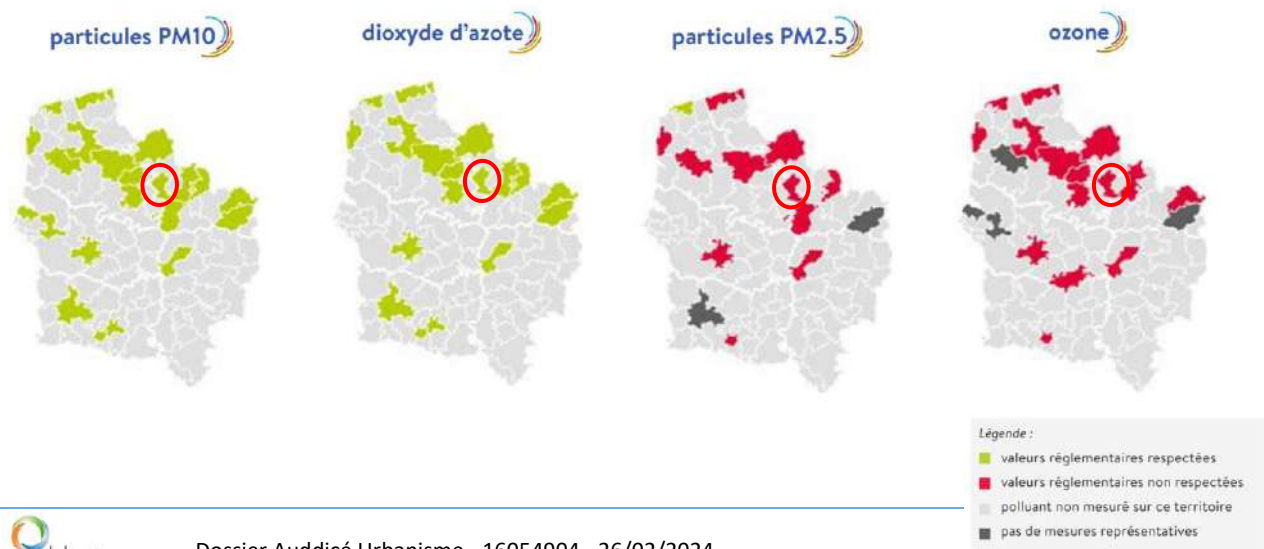 particules PM10
dioxyde d'azote
particules PM2.5
ozone
Légende :
valeurs réglementaires respectées
valeurs réglementaires non respectées
polluant non mesuré sur ce territoire
pas de mesures représentatives